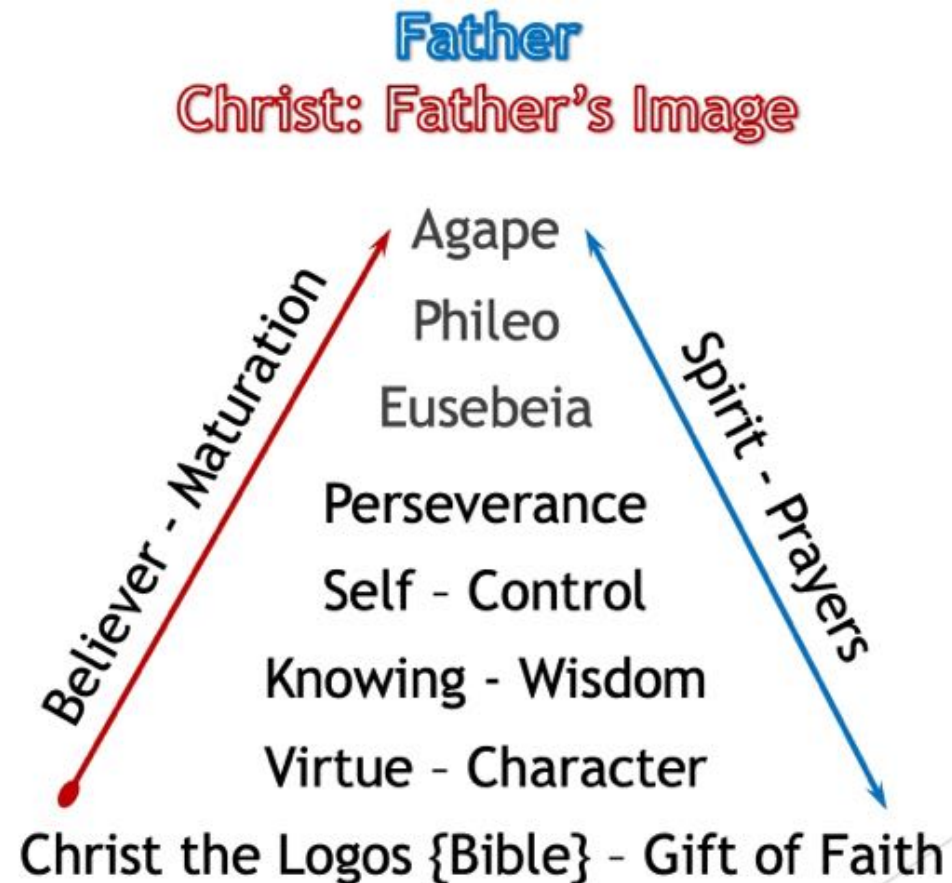 Father
Christ: Father’s Image
Agape
Phileo
Eusebeia
Perseverance
Self – Control
Knowing - Wisdom
Virtue – Character
Christ the Logos {Bible} – Gift of Faith
Believer - Maturation
Spirit - Prayers